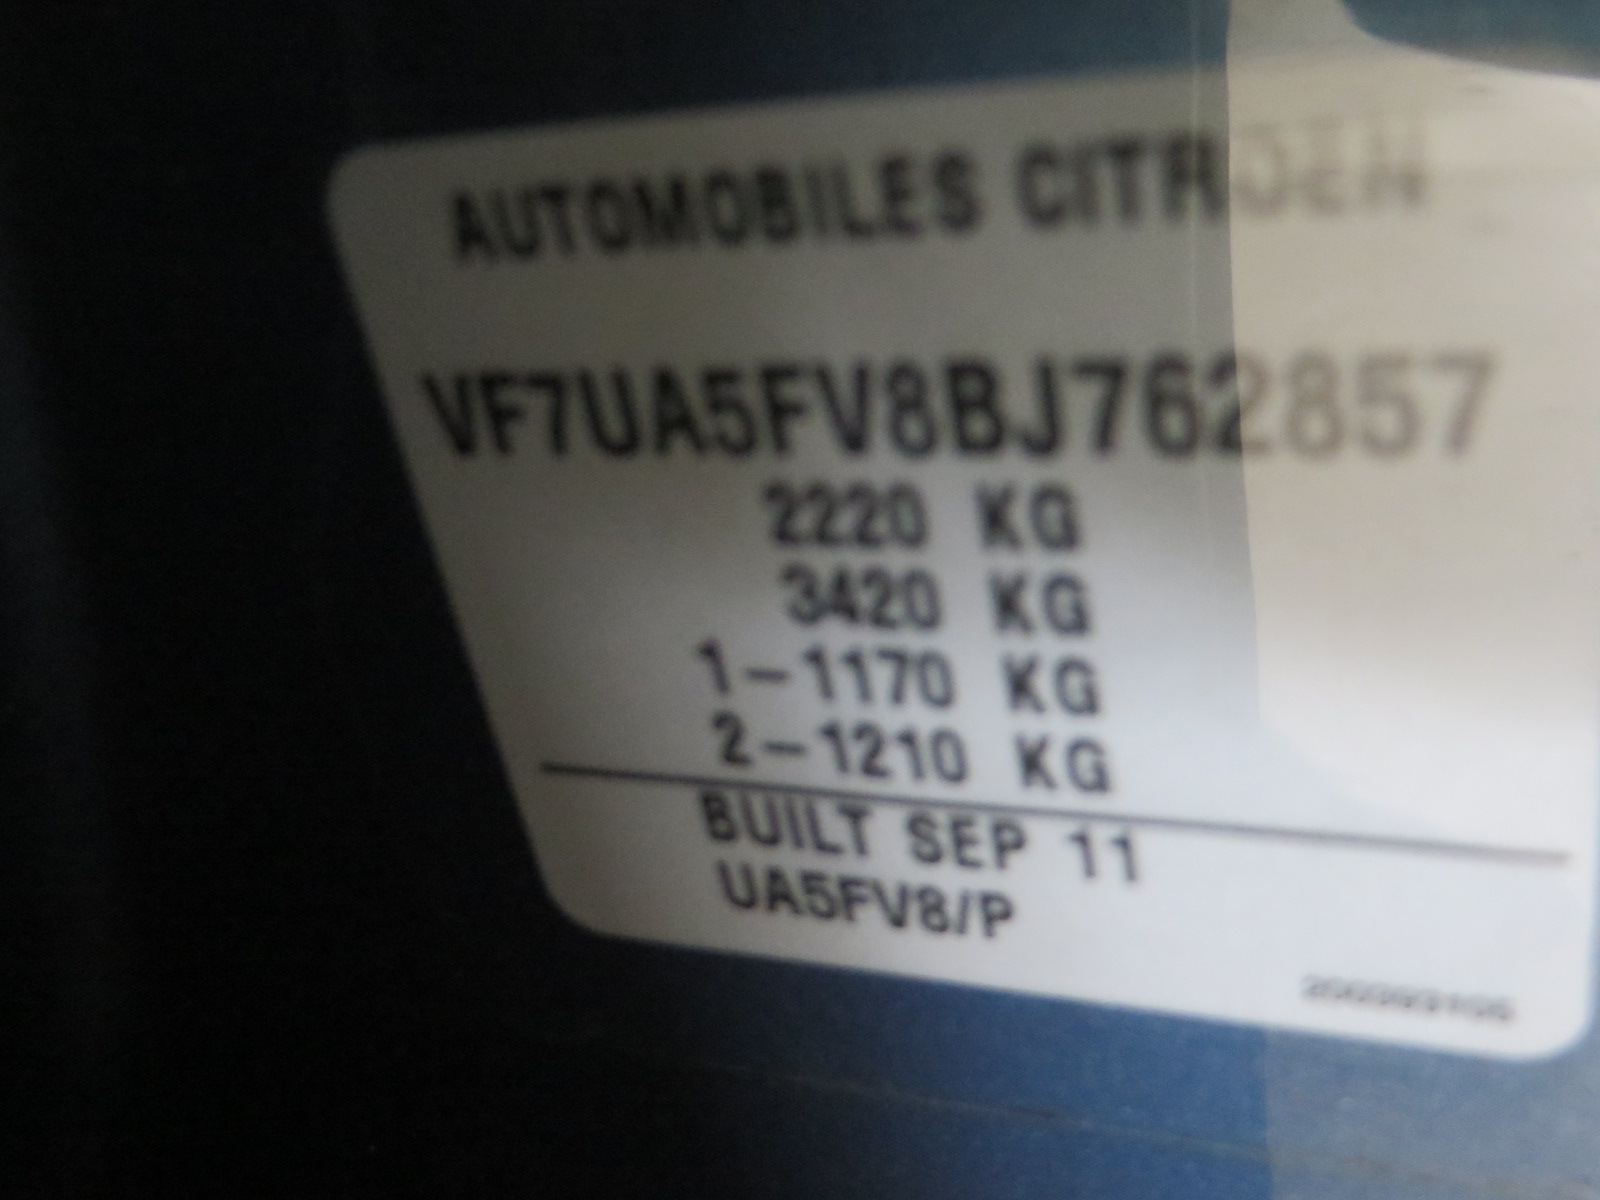 AUTOMOBILES CITROEN
VF7UA5FV8BJ762857
2220 KG
3420 KG
1-1170 KG
2-1210 KG
BUILT SEP 11
UA5FV8/P